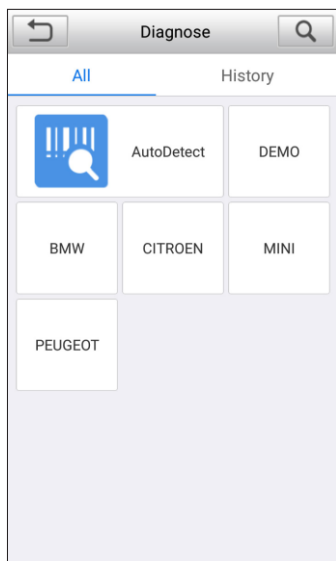 Diagnose
All History
AutoDetect DEMO
BMW CITROEN MINI
PEUGEOT